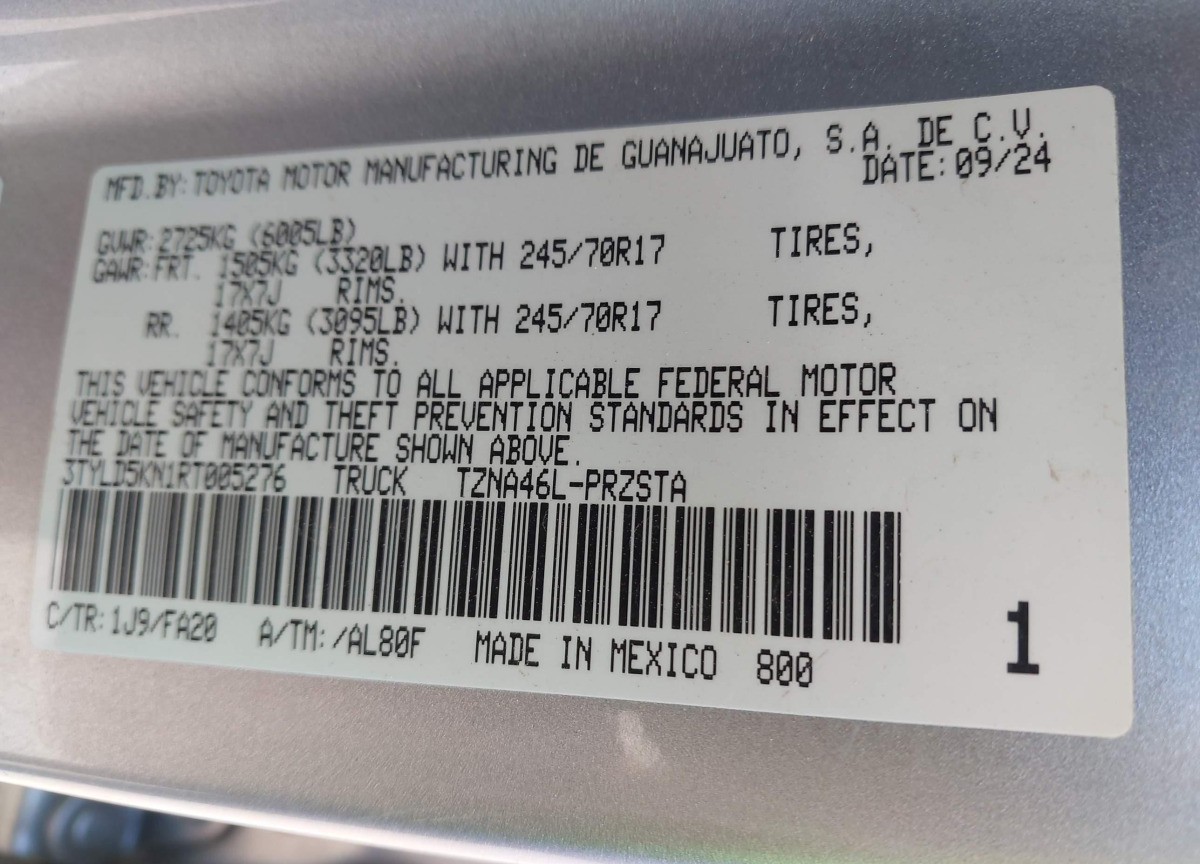 MFD.BY: TOYOTA MOTOR MANUFACTURING DE GUANAJUATO, S.A. DE C.V.
DATE: 09/24
GVWR: 2725KG (6005LB)
GAWR: FRT. 1505KG (3320LB) WITH 245/70R17 TIRES,
17X7J RIMS.
RR. 1405KG (3095LB) WITH 245/70R17 TIRES,
17X7J RIMS.
THIS VEHICLE CONFORMS TO ALL APPLICABLE FEDERAL MOTOR
VEHICLE SAFETY AND THEFT PREVENTION STANDARDS IN EFFECT ON
THE DATE OF MANUFACTURE SHOWN ABOVE.
3TYLD5KN1RT005276 TRUCK TZNA46L-PRZSTA
C/TR: 1J9/FA20 A/TM: /AL80F MADE IN MEXICO 800
1